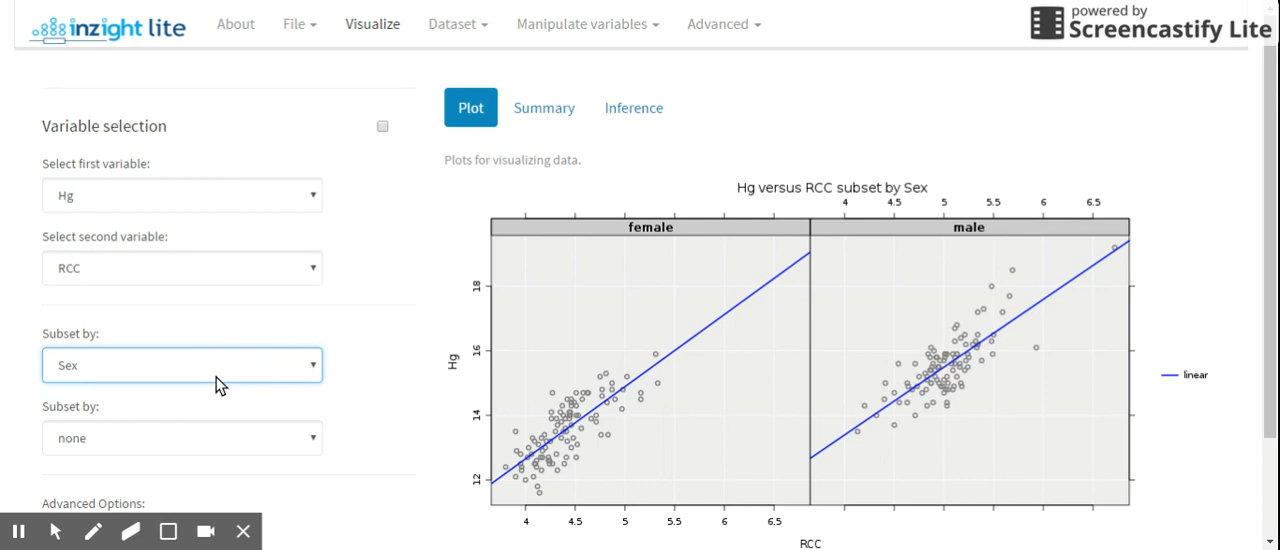 inzight lite
About
File
Visualize
Dataset
Manipulate variables
Advanced
powered by
Screencastify Lite
Variable selection
Select first variable:
Hg
Select second variable:
RCC
Subset by:
Sex
Subset by:
none
Advanced Options:
Plot
Summary
Inference
Plots for visualizing data.
Hg versus RCC subset by Sex
4 4.5 5 5.5 6 6.5
female
male
18
16
14
12
Hg
4 4.5 5 5.5 6 6.5
RCC
linear